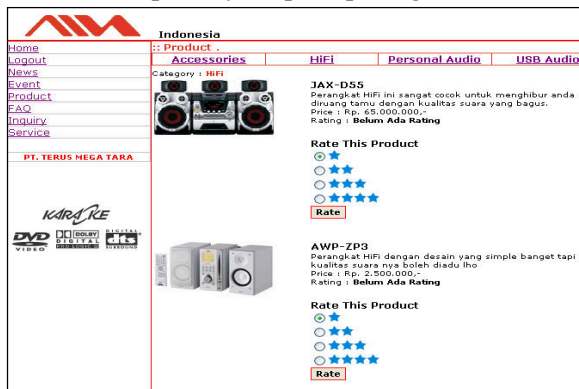 AIWA
Indonesia
Home
Logout
News
Event
Product
FAQ
Inquiry
Service
PT. TERUS MEGA TARA
KARAOKE
DVD
VIDEO
DOLBY
DIGITAL
PRO LOGIC II
DIGITAL
dts
SURROUND
:: Product .
Accessories
HiFi
Personal Audio
USB Audio
Category : HiFi
JAX-D55
Perangkat HiFi ini sangat cocok untuk menghibur anda
diruang tamu dengan kualitas suara yang bagus.
Price : Rp. 65.000.000,-
Rating : Belum Ada Rating
Rate This Product
Rate
AWP-ZP3
Perangkat HiFi dengan desain yang simple banget tapi
kualitas suara nya boleh diadu lho
Price : Rp. 2.500.000,-
Rating : Belum Ada Rating
Rate This Product
Rate